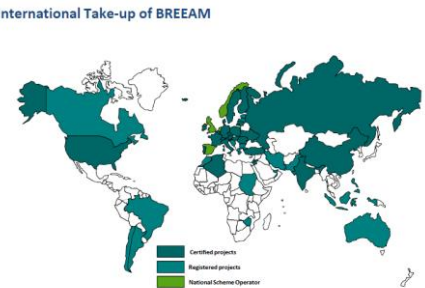 nternational Take-up of BREEAM
Certified projects
Registered projects
National Scheme Operator